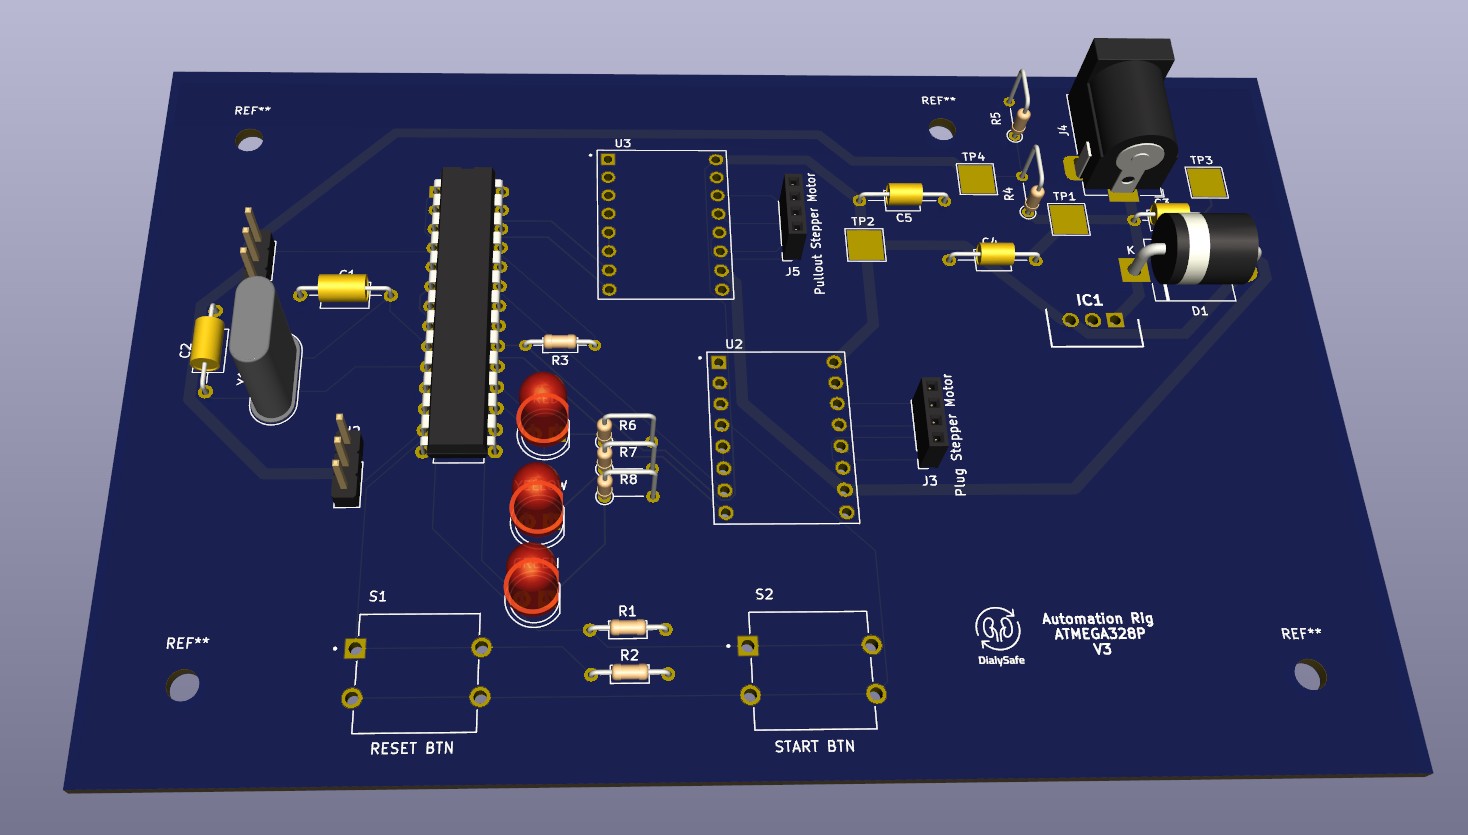 REF**
REF**
U3
R5
J4
TP4
TP3
R4
TP1
C3
Pullout Stepper Motor
C5
TP2
J5
C4
K
C1
IC1
D1
C2
R3
U2
R6
R7
R8
Plug Stepper Motor
J3
S1
S2
R1
R2
REF**
REF**
DialySafe
Automation Rig
ATMEGA328P
V3
RESET BTN
START BTN